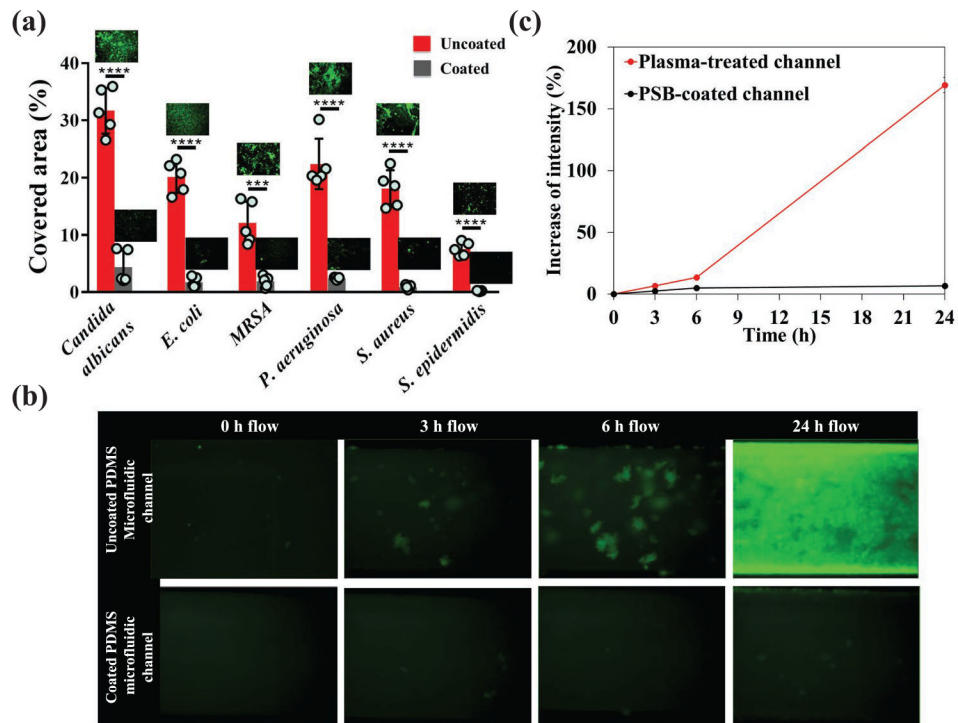 (a)
Covered area (%)
40
30
20
10
0
Uncoated
Coated
****
****
***
****
****
****
Candida
albicans
E. coli
MRSA
P. aeruginosa
S. aureus
S. epidermidis
(c)
Increase of intensity (%)
200
150
100
50
0
Plasma-treated channel
PSB-coated channel
0 3 6 9 12 15 18 21 24
Time (h)
(b)
0 h flow 3 h flow 6 h flow 24 h flow
Uncoated PDMS
Microfluidic
channel
Coated PDMS
microfluidic
channel